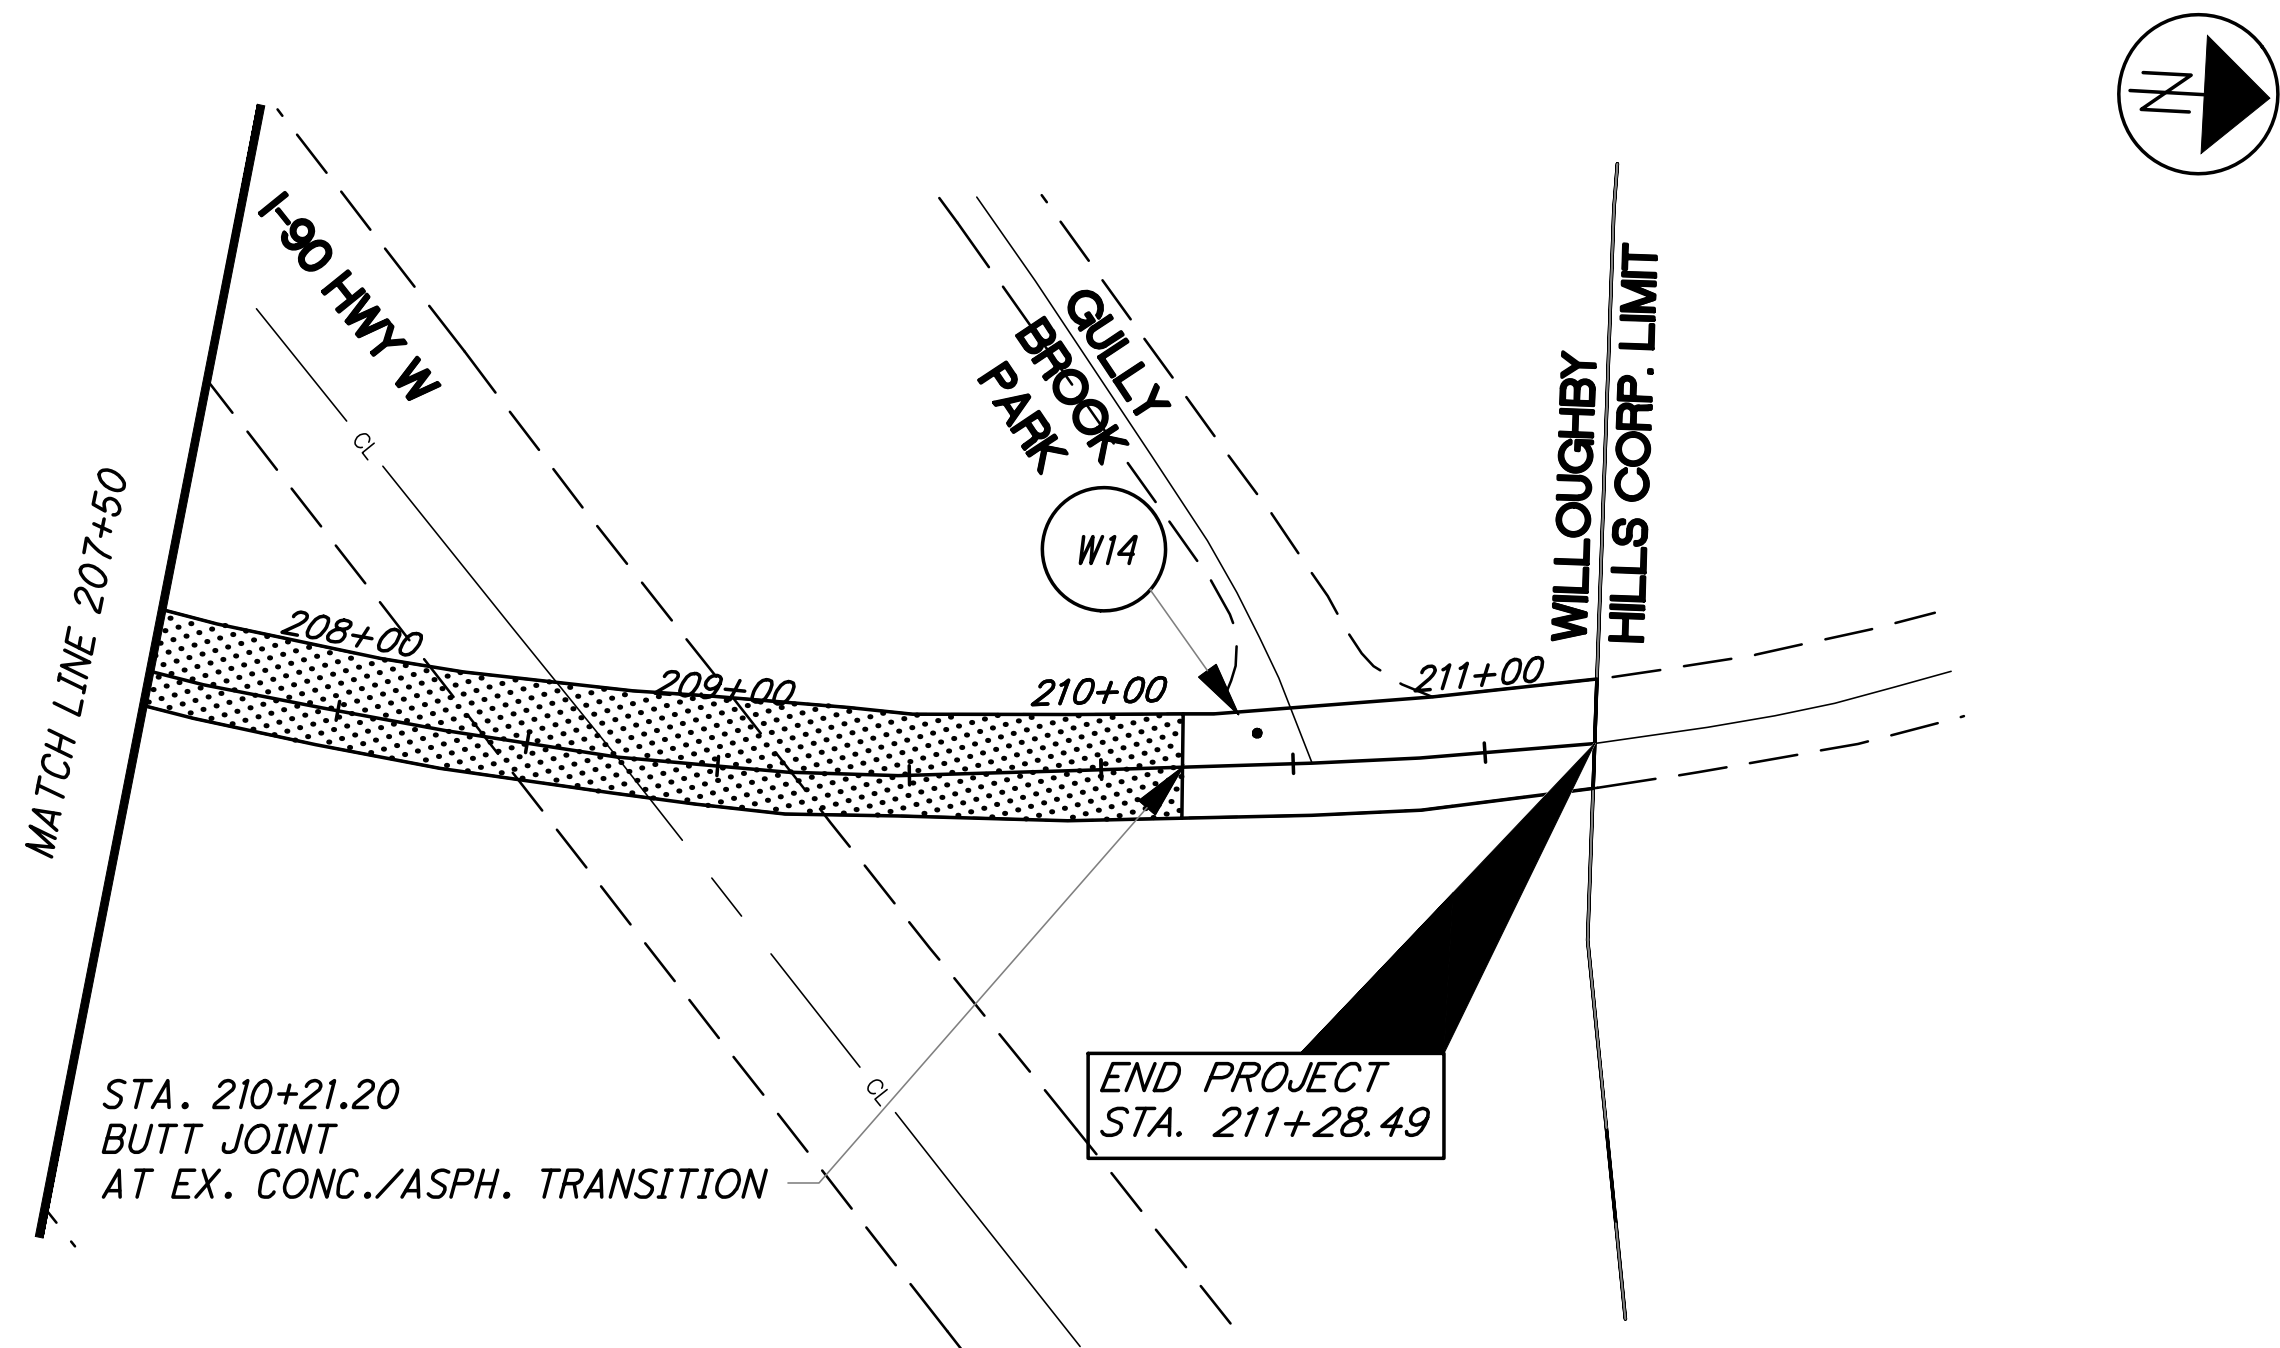 N
I-90 HWY W
GULLY
BROOK
PARK
WILLOUGHBY
HILLS CORP. LIMIT
CL
MATCH LINE 207+50
W14
208+00
209+00
210+00
211+00
END PROJECT
STA. 211+28.49
STA. 210+21.20
BUTT JOINT
AT EX. CONC./ASPH. TRANSITION
CL